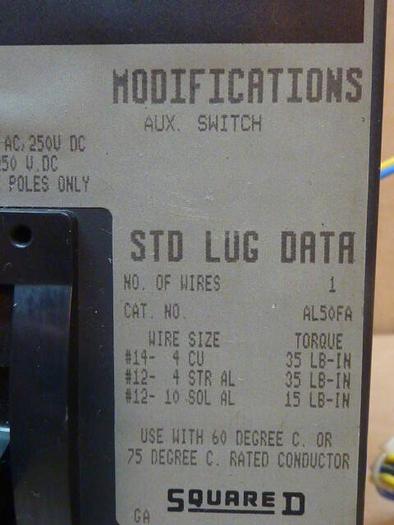 MODIFICATIONS
AUX. SWITCH
AC,250V DC
250 V.DC
POLES ONLY
STD LUG DATA
NO. OF WIRES 1
CAT. NO. AL50FA
WIRE SIZE TORQUE
#14- 4 CU 35 LB-IN
#12- 4 STR AL 35 LB-IN
#12- 10 SOL AL 15 LB-IN
USE WITH 60 DEGREE C. OR
75 DEGREE C. RATED CONDUCTOR
SQUARE D
GA